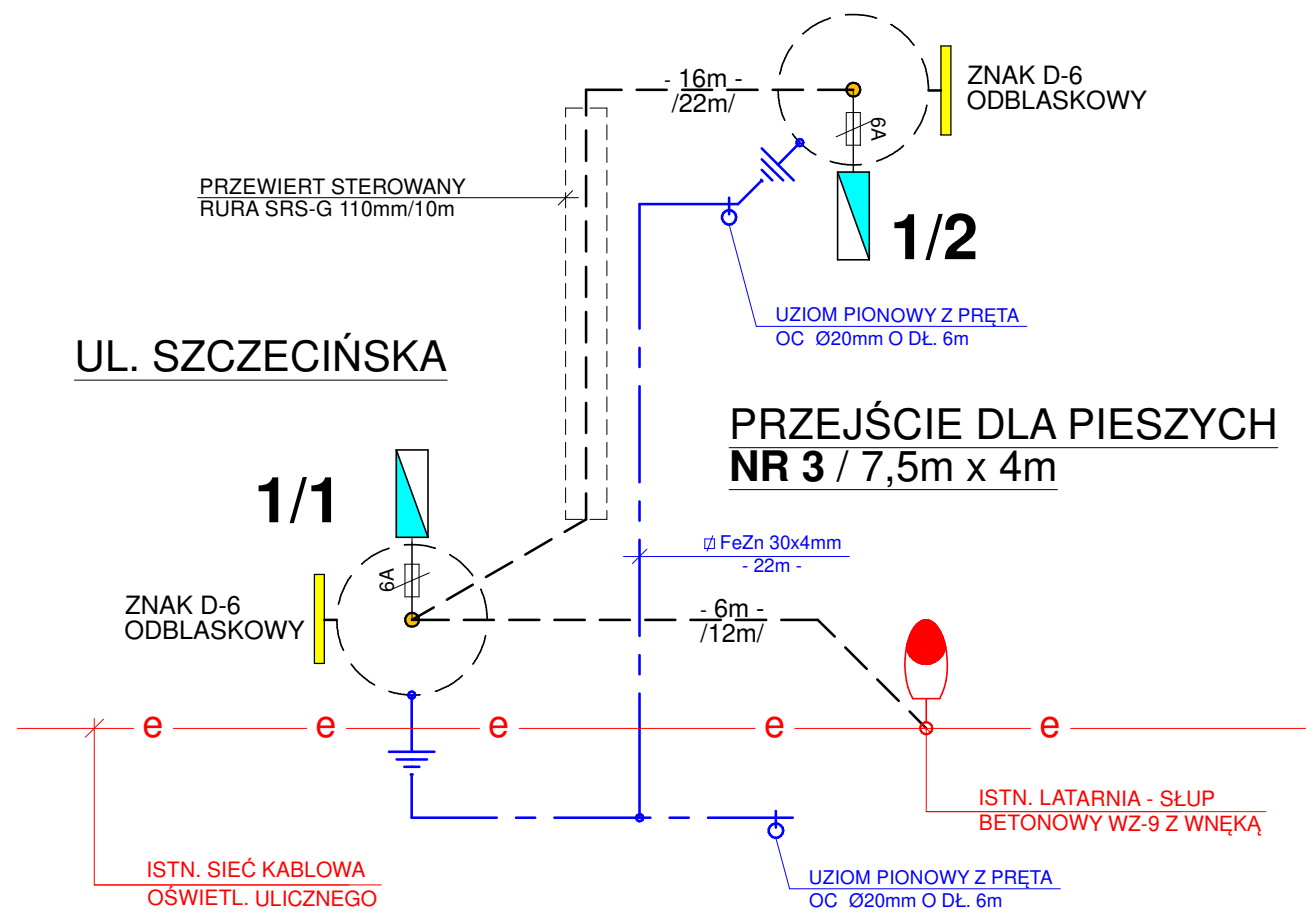 - 16m -
/22m/
ZNAK D-6
ODBLASKOWY
6A
PRZEWIERT STEROWANY
RURA SRS-G 110mm/10m
1/2
UZIOM PIONOWY Z PRĘTA
OC Ø20mm O DŁ. 6m
UL. SZCZECIŃSKA
PRZEJŚCIE DLA PIESZYCH
NR 3 / 7,5m x 4m
1/1
FeZn 30x4mm
- 22m -
6A
ZNAK D-6
ODBLASKOWY
- 6m -
/12m/
e e e e e
ISTN. LATARNIA - SŁUP
BETONOWY WZ-9 Z WNĘKĄ
ISTN. SIEĆ KABLOWA
OŚWIETL. ULICZNEGO
UZIOM PIONOWY Z PRĘTA
OC Ø20mm O DŁ. 6m